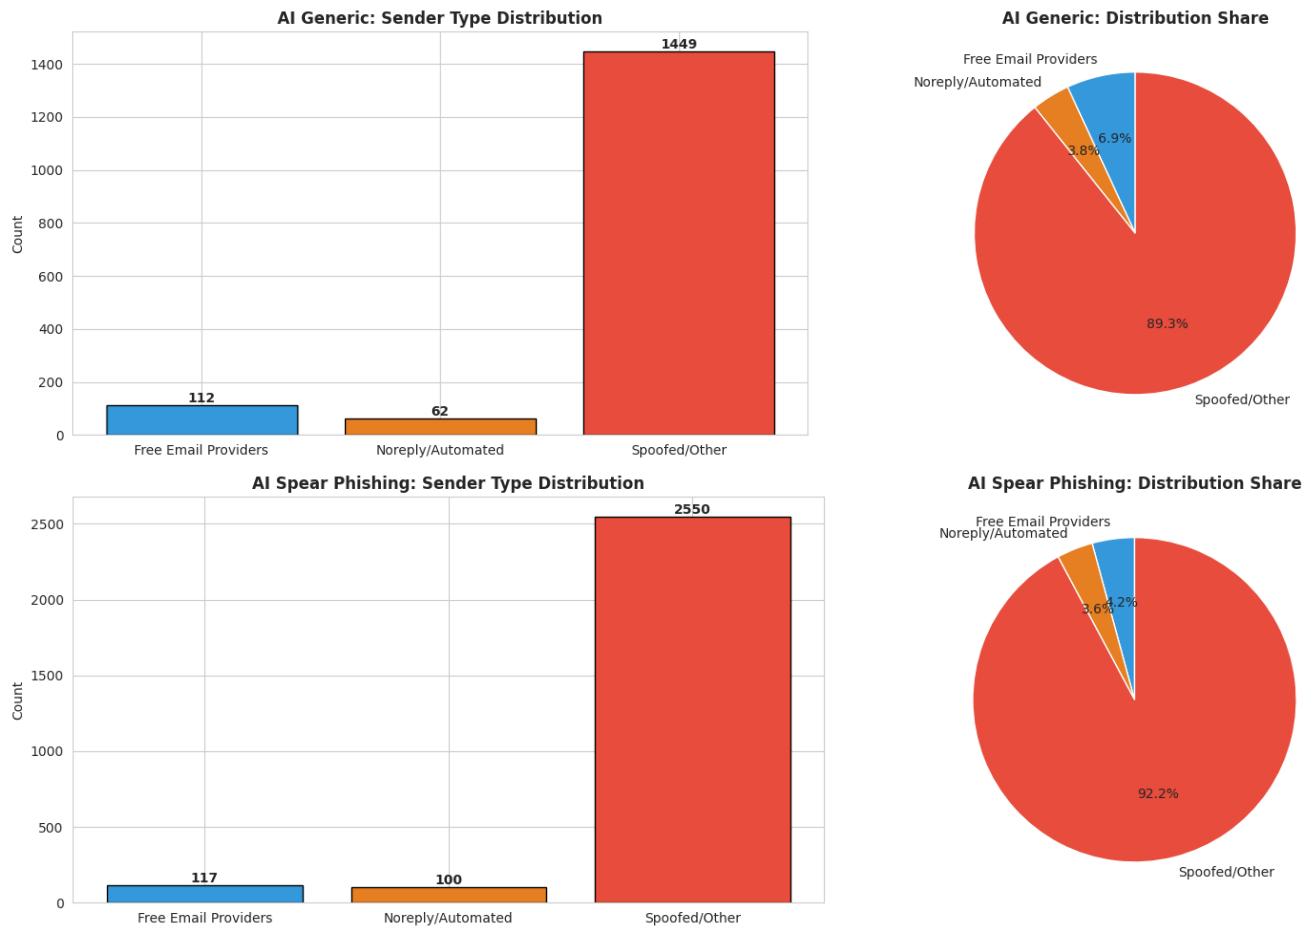 AI Generic: Sender Type Distribution
1449
1400
1200
1000
800
600
400
200
0
Count
112
62
Free Email Providers
Noreply/Automated
Spoofed/Other
AI Generic: Distribution Share
Free Email Providers
Noreply/Automated
6.9%
3.8%
89.3%
Spoofed/Other
AI Spear Phishing: Sender Type Distribution
2550
2500
2000
1500
1000
500
0
Count
117
100
Free Email Providers
Noreply/Automated
Spoofed/Other
AI Spear Phishing: Distribution Share
Free Email Providers
Noreply/Automated
4.2%
3.6%
92.2%
Spoofed/Other